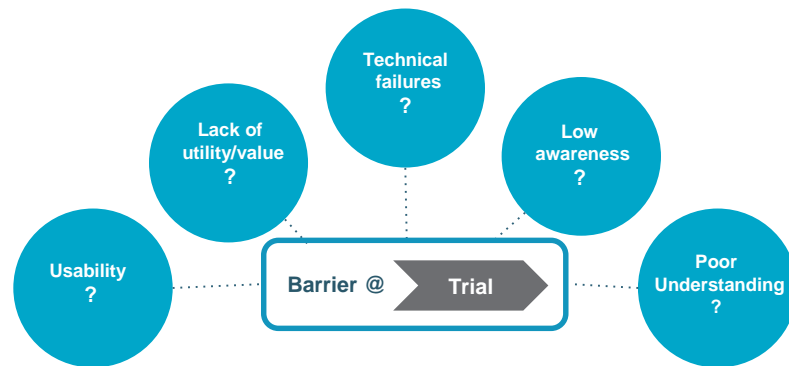 Technical
failures
?
Lack of
utility/value
?
Low
awareness
?
Usability
?
Poor
Understanding
?
Barrier @
Trial